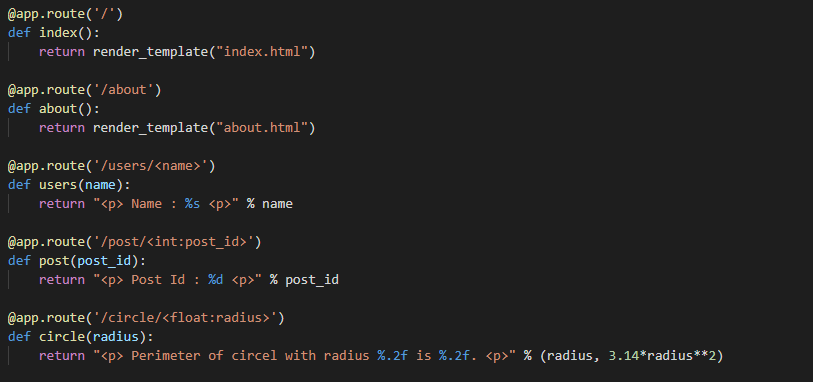 @app.route('/')
def index():
    return render_template("index.html")
@app.route('/about')
def about():
    return render_template("about.html")
@app.route('/users/<name>')
def users(name):
    return "<p> Name : %s <p>" % name
@app.route('/post/<int:post_id>')
def post(post_id):
    return "<p> Post Id : %d <p>" % post_id
@app.route('/circle/<float:radius>')
def circle(radius):
    return "<p> Perimeter of circel with radius %.2f is %.2f. <p>" % (radius, 3.14*radius**2)